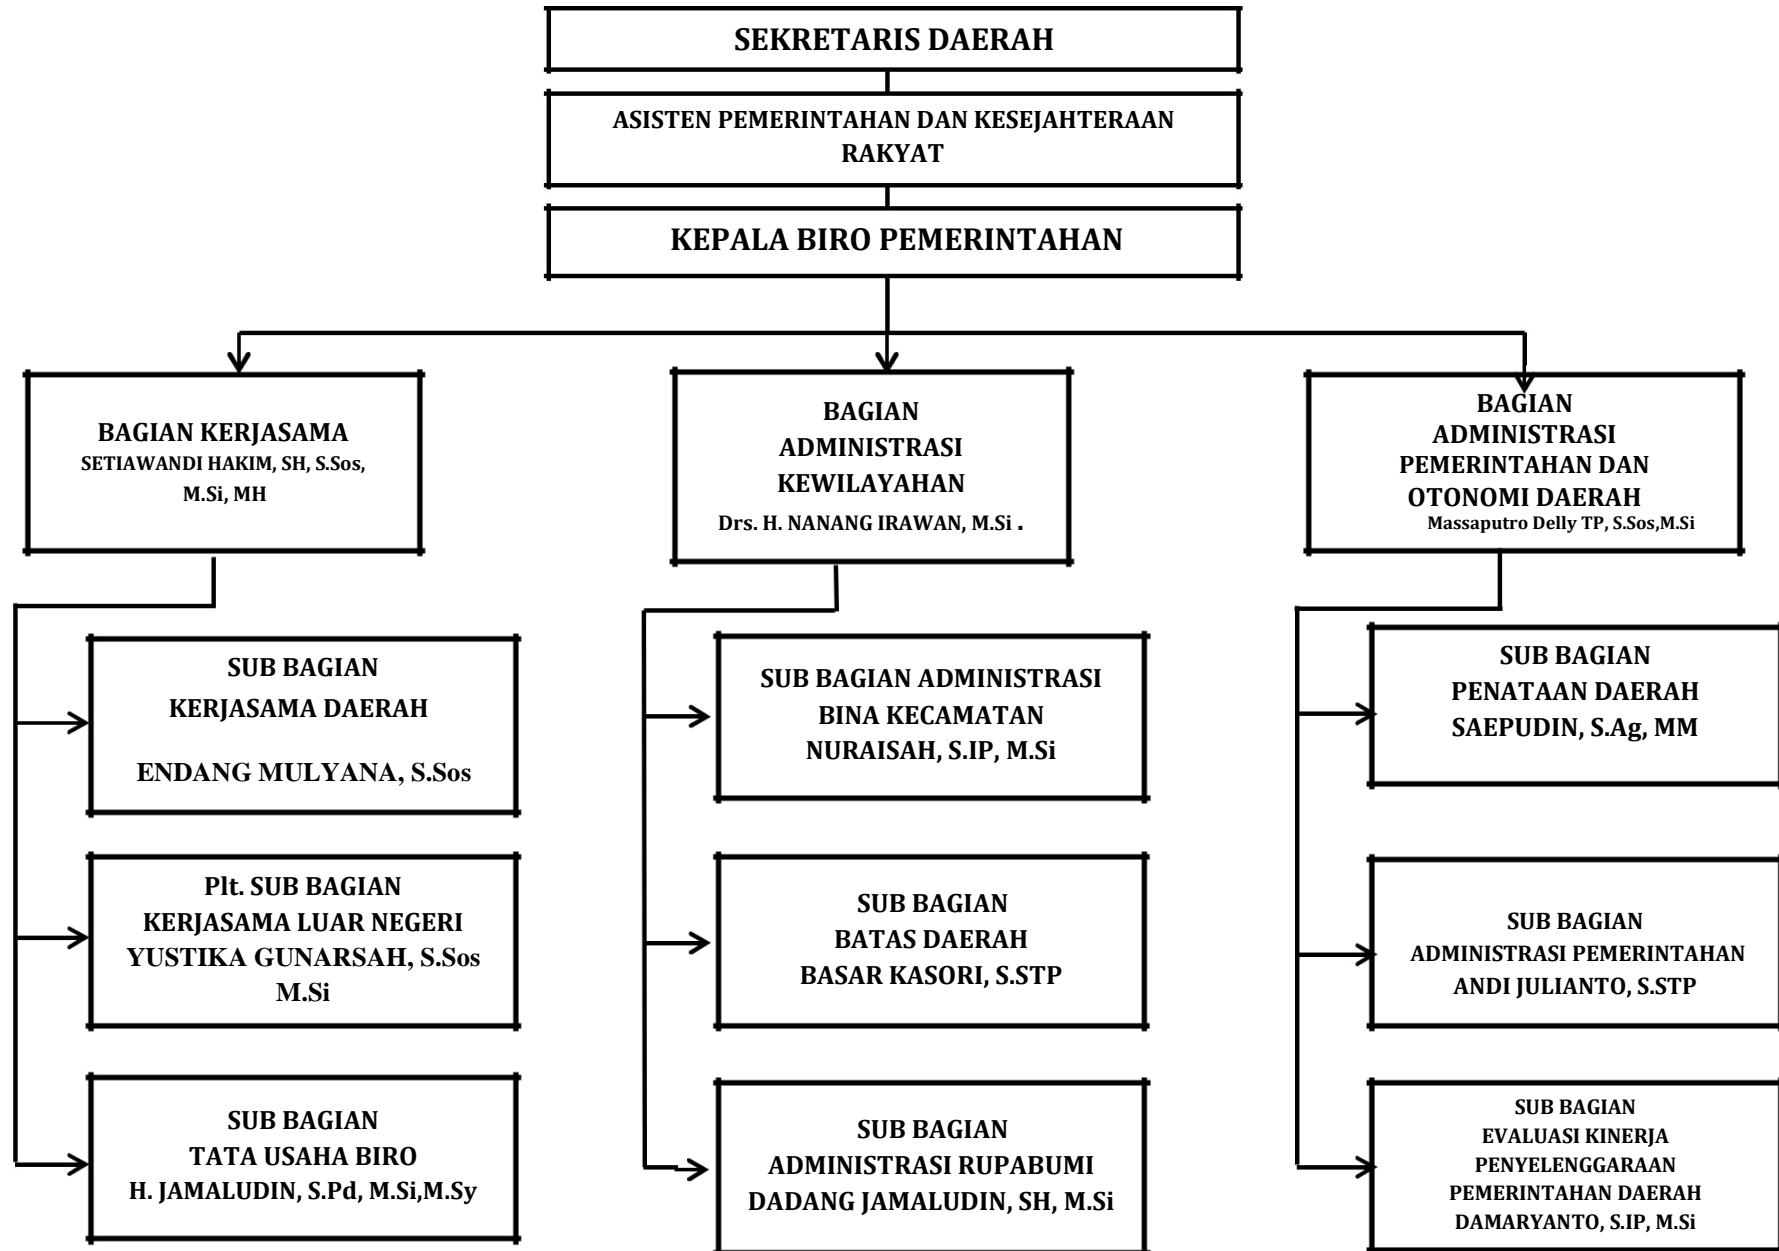 SEKRETARIS DAERAH
ASISTEN PEMERINTAHAN DAN KESEJAHTERAAN
RAKYAT
KEPALA BIRO PEMERINTAHAN
BAGIAN KERJASAMA
SETIAWANDI HAKIM, SH, S.Sos,
M.Si, MH
BAGIAN
ADMINISTRASI
KEWILAYAHAN
Drs. H. NANANG IRAWAN, M.Si .
BAGIAN
ADMINISTRASI
PEMERINTAHAN DAN
OTONOMI DAERAH
Massaputro Delly TP, S.Sos,M.Si
SUB BAGIAN
KERJASAMA DAERAH
ENDANG MULYANA, S.Sos
Plt. SUB BAGIAN
KERJASAMA LUAR NEGERI
YUSTIKA GUNARSAH, S.Sos
M.Si
SUB BAGIAN
TATA USAHA BIRO
H. JAMALUDIN, S.Pd, M.Si,M.Sy
SUB BAGIAN ADMINISTRASI
BINA KECAMATAN
NURAISAH, S.IP, M.Si
SUB BAGIAN
BATAS DAERAH
BASAR KASORI, S.STP
SUB BAGIAN
ADMINISTRASI RUPABUMI
DADANG JAMALUDIN, SH, M.Si
SUB BAGIAN
PENATAAN DAERAH
SAEPUDIN, S.Ag, MM
SUB BAGIAN
ADMINISTRASI PEMERINTAHAN
ANDI JULIANTO, S.STP
SUB BAGIAN
EVALUASI KINERJA
PENYELENGGARAAN
PEMERINTAHAN DAERAH
DAMARYANTO, S.IP, M.Si